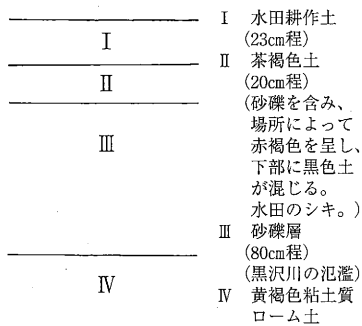 Ⅰ
Ⅱ
Ⅲ
Ⅳ
Ⅰ 水田耕作土
(23cm程)
Ⅱ 茶褐色土
(20cm程)
(砂礫を含み、
場所によって
赤褐色を呈し、
下部に黒色土
が混じる。
水田のシキ。)
Ⅲ 砂礫層
(80cm程)
(黒沢川の氾濫)
Ⅳ 黄褐色粘土質
ローム土